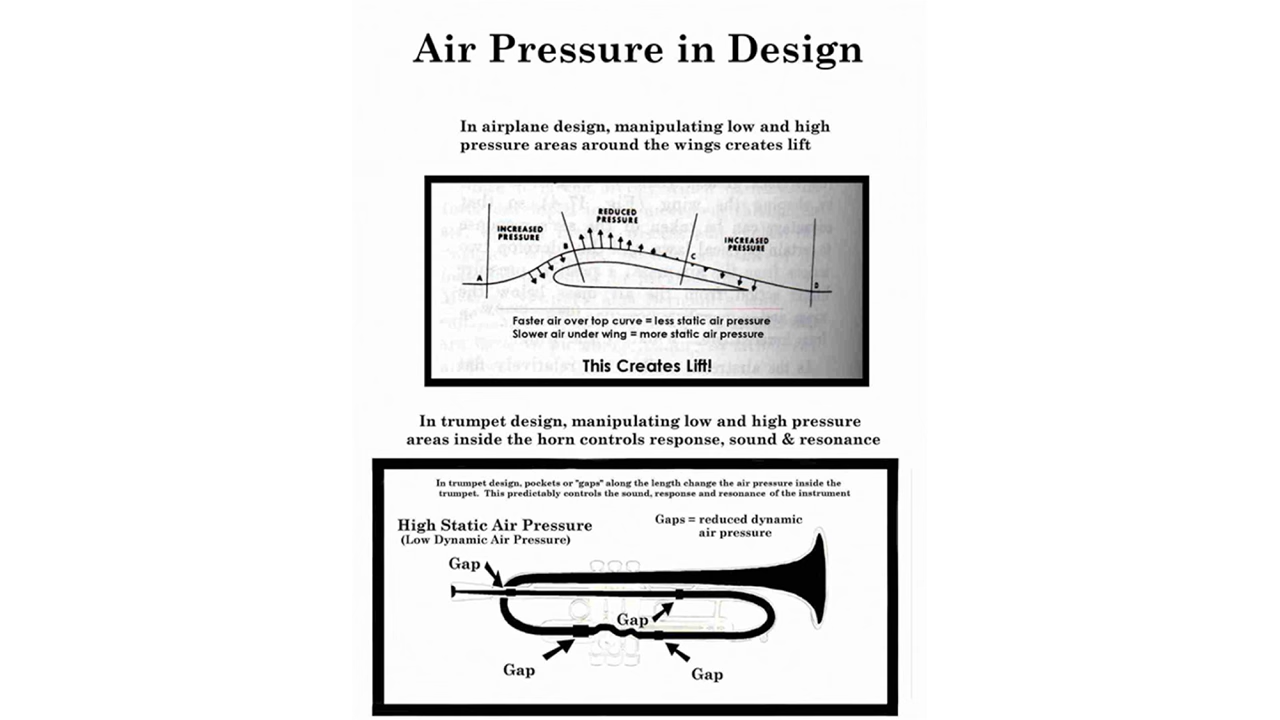 Air Pressure in Design
In airplane design, manipulating low and high
pressure areas around the wings creates lift
REDUCED
PRESSURE
INCREASED
PRESSURE
INCREASED
PRESSURE
A
B
C
D
Faster air over top curve = less static air pressure
Slower air under wing = more static air pressure
This Creates Lift!
In trumpet design, manipulating low and high pressure
areas inside the horn controls response, sound & resonance
In trumpet design, pockets or "gaps" along the length change the air pressure inside the
trumpet. This predictably controls the sound, response and resonance of the instrument
High Static Air Pressure
(Low Dynamic Air Pressure)
Gaps = reduced dynamic
air pressure
Gap
Gap
Gap
Gap